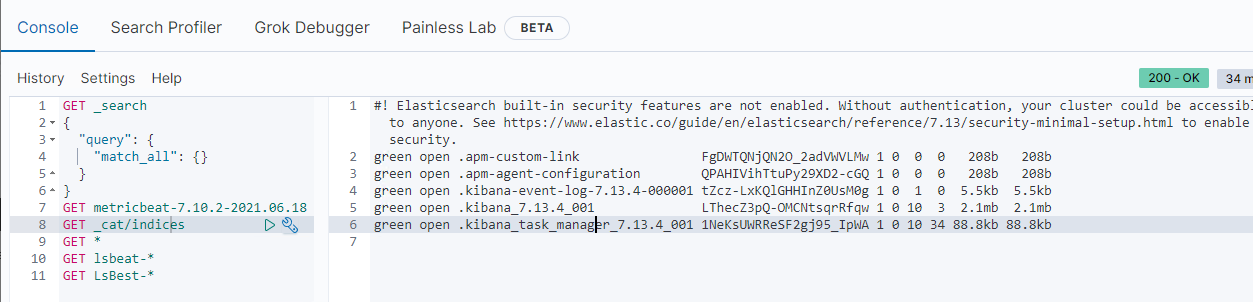 Console Search Profiler Grok Debugger Painless Lab BETA
History Settings Help 200 - OK 34 m
1 GET _search
2 {
3 "query": {
4 "match_all": {}
5 }
6 }
7 GET metricbeat-7.10.2-2021.06.18
8 GET _cat/indices
9 GET *
10 GET lsbeat-*
11 GET LsBest-*
1 #! Elasticsearch built-in security features are not enabled. Without authentication, your cluster could be accessibl
to anyone. See https://www.elastic.co/guide/en/elasticsearch/reference/7.13/security-minimal-setup.html to enable
security.
2 green open .apm-custom-link FgDWTQNjQN2O_2adVWVLMw 1 0 0 0 208b 208b
3 green open .apm-agent-configuration QPAHIVihTtuPy29XD2-cGQ 1 0 0 0 208b 208b
4 green open .kibana-event-log-7.13.4-000001 tZcz-LxKQlGHHInZ0UsM0g 1 0 1 0 5.5kb 5.5kb
5 green open .kibana_7.13.4_001 LThecZ3pQ-OMCNtsqrRfqw 1 0 10 3 2.1mb 2.1mb
6 green open .kibana_task_manager_7.13.4_001 1NeKsUWRReSF2gj95_IpWA 1 0 10 34 88.8kb 88.8kb
7